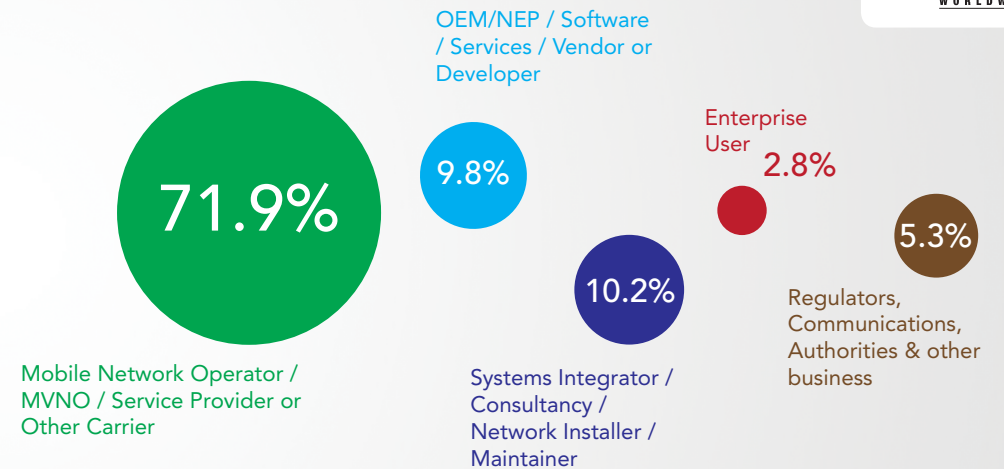 OEM/NEP / Software
/ Services / Vendor or
Developer
Enterprise
User
2.8%
71.9%
9.8%
10.2%
5.3%
Mobile Network Operator /
MVNO / Service Provider or
Other Carrier
Systems Integrator /
Consultancy /
Network Installer /
Maintainer
Regulators,
Communications,
Authorities & other
business